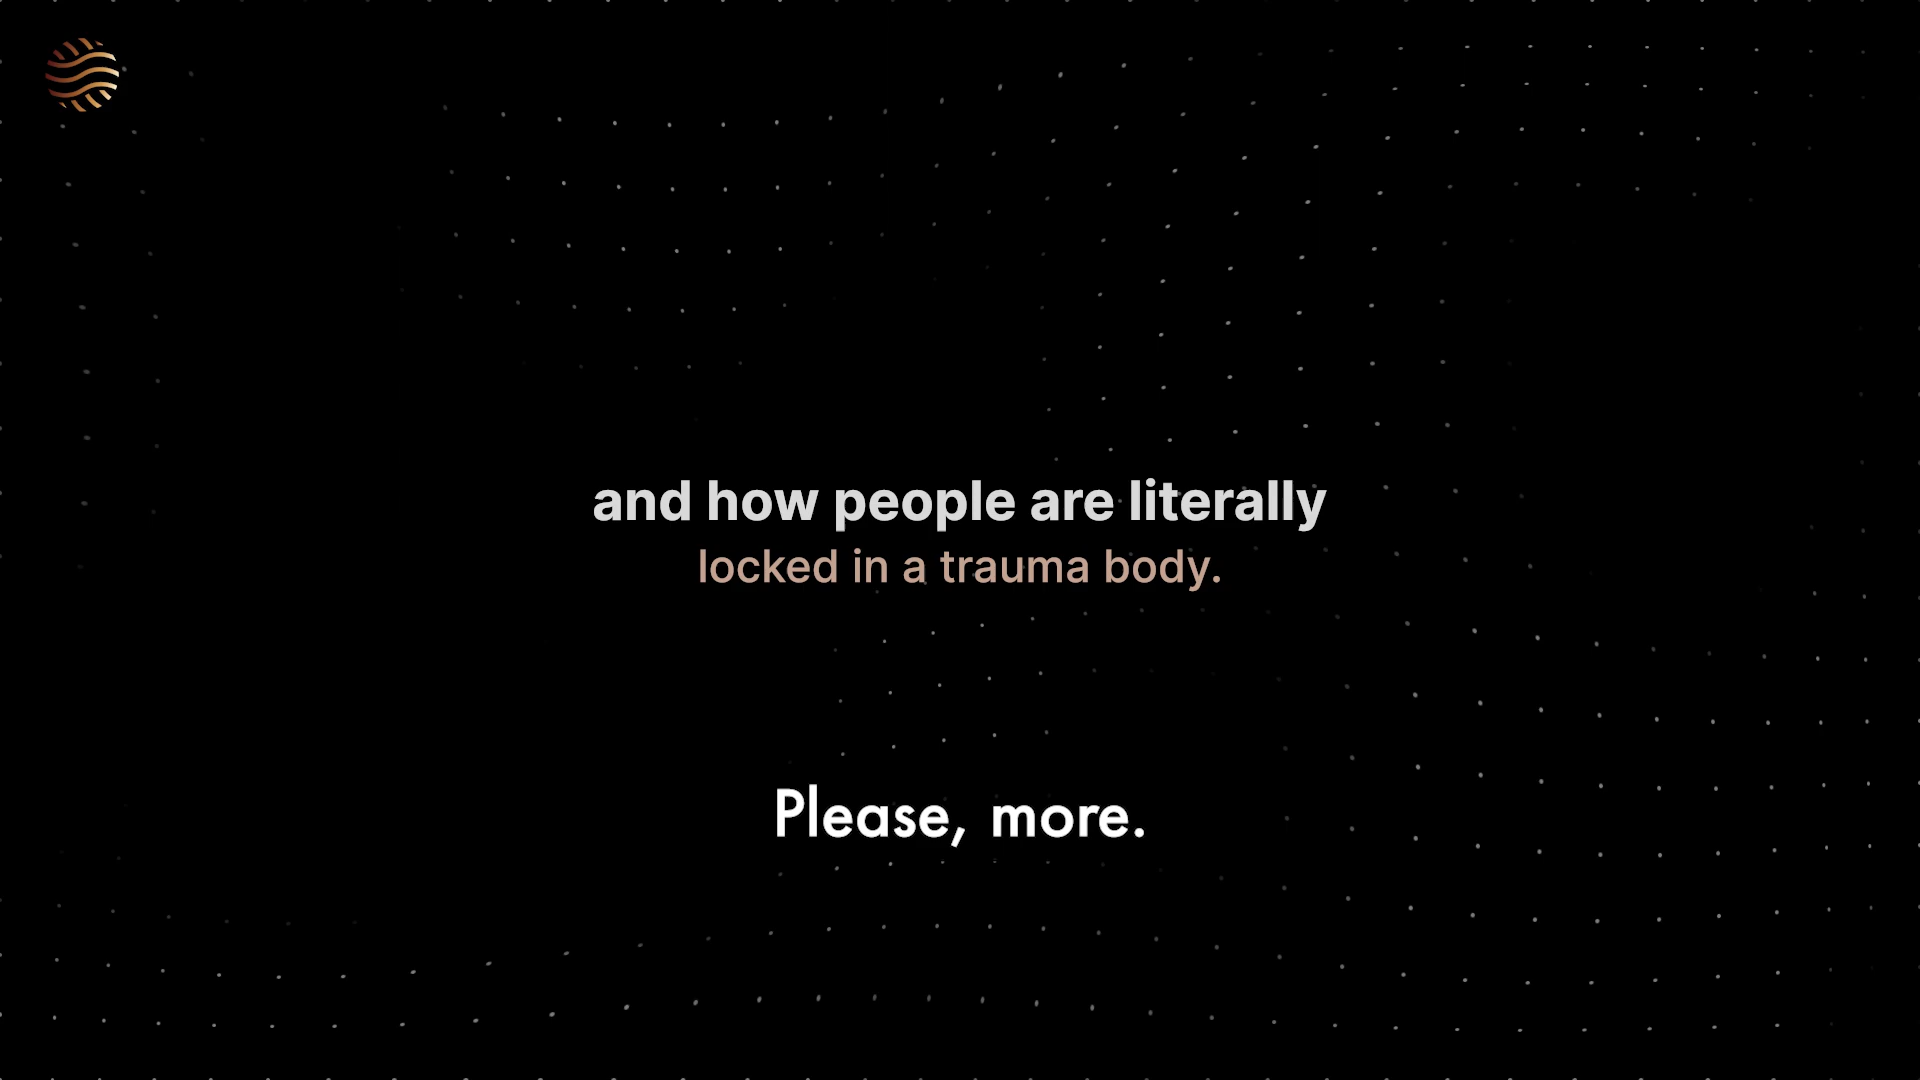 and how people are literally
locked in a trauma body.
Please, more.